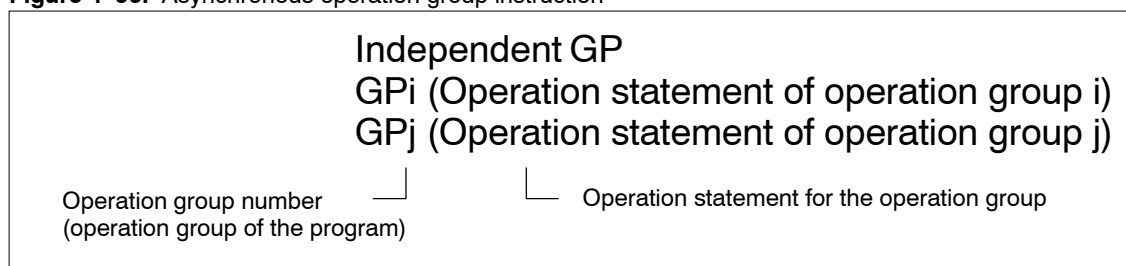 Independent GP
GPi (Operation statement of operation group i)
GPj (Operation statement of operation group j)
Operation group number
(operation group of the program)
Operation statement for the operation group